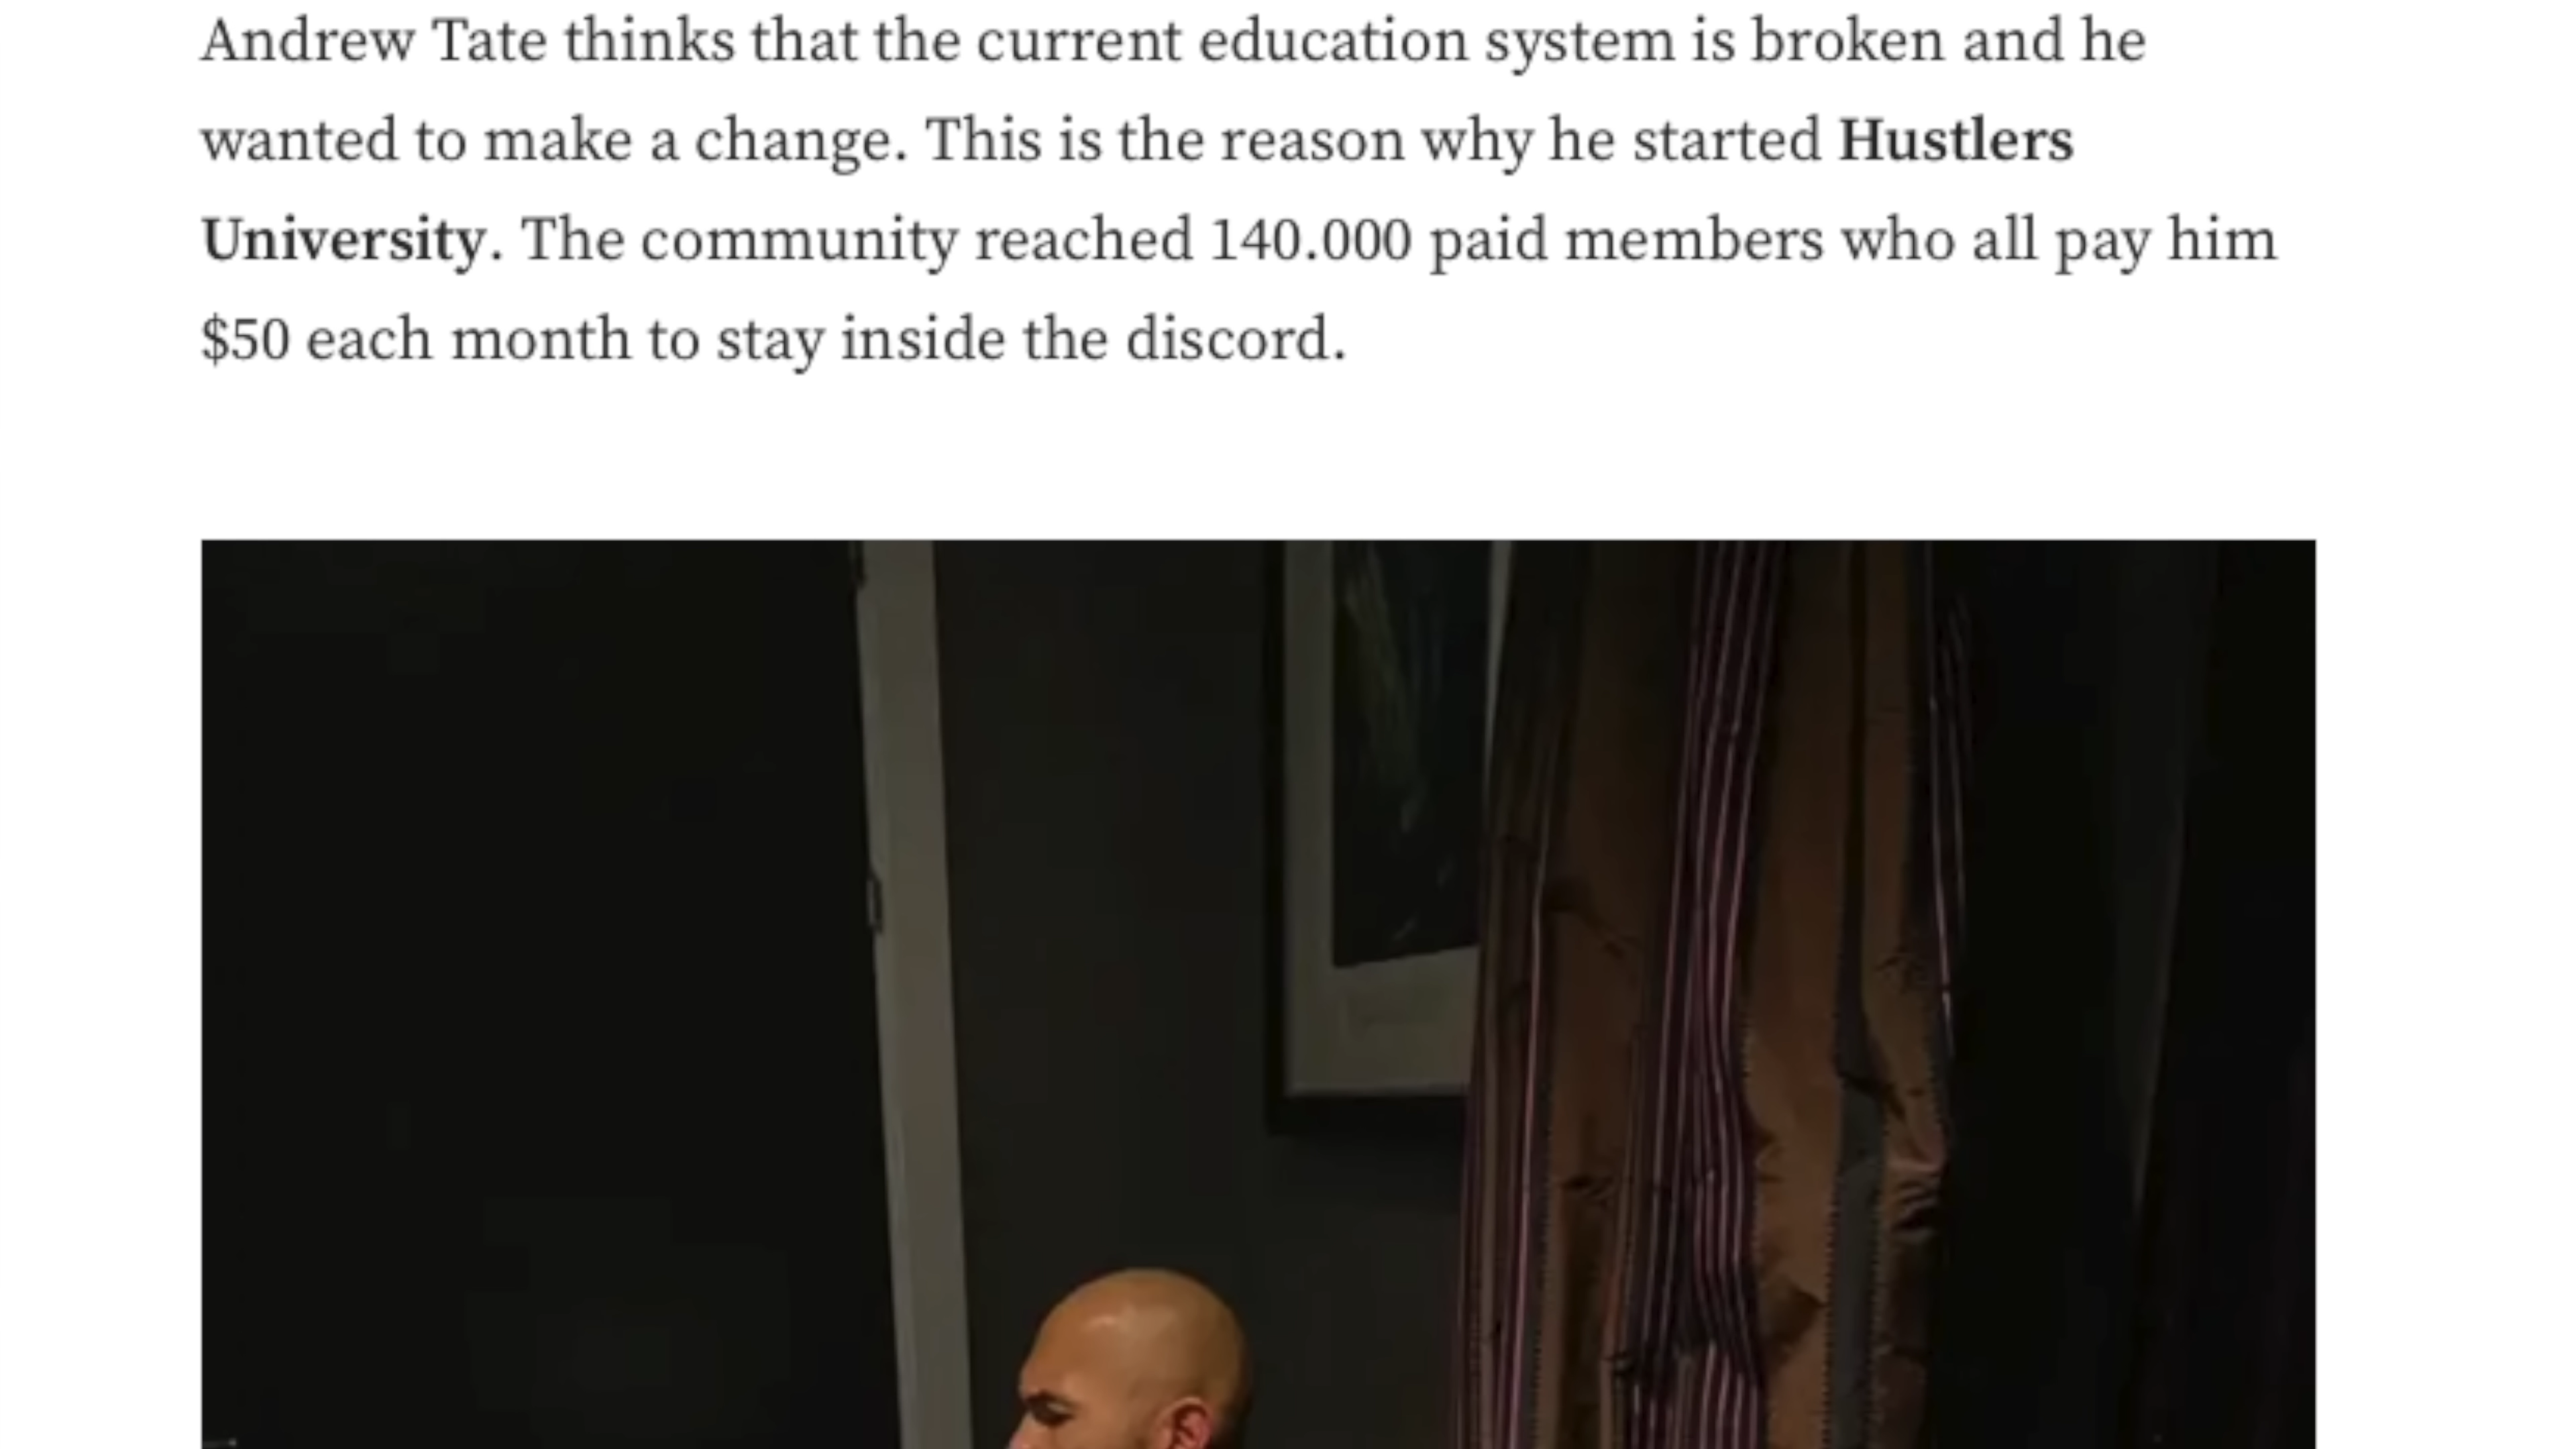 Andrew Tate thinks that the current education system is broken and he
wanted to make a change. This is the reason why he started Hustlers
University. The community reached 140.000 paid members who all pay him
$50 each month to stay inside the discord.